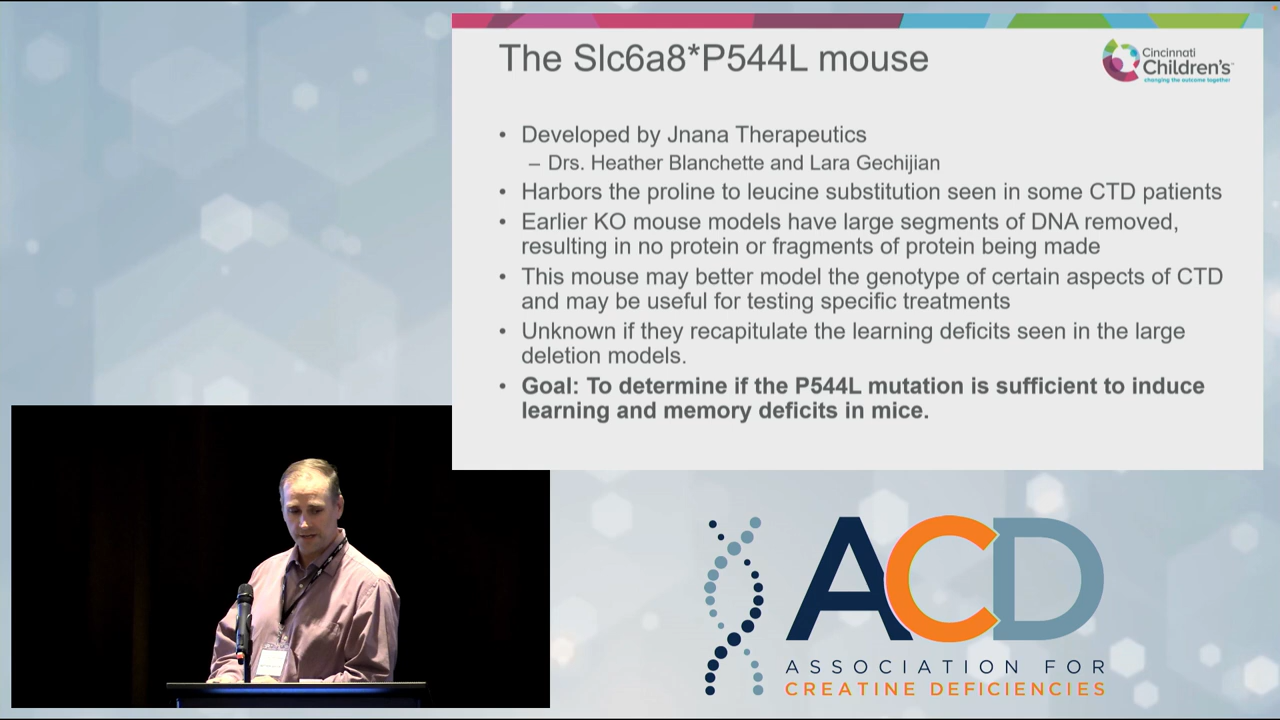 The Slc6a8*P544L mouse
Cincinnati
Children's™
changing the outcome together
• Developed by Jnana Therapeutics
– Drs. Heather Blanchette and Lara Gechijian
• Harbors the proline to leucine substitution seen in some CTD patients
• Earlier KO mouse models have large segments of DNA removed,
resulting in no protein or fragments of protein being made
• This mouse may better model the genotype of certain aspects of CTD
and may be useful for testing specific treatments
• Unknown if they recapitulate the learning deficits seen in the large
deletion models.
• Goal: To determine if the P544L mutation is sufficient to induce
learning and memory deficits in mice.
ACD
ASSOCIATION FOR
CREATINE DEFICIENCIES